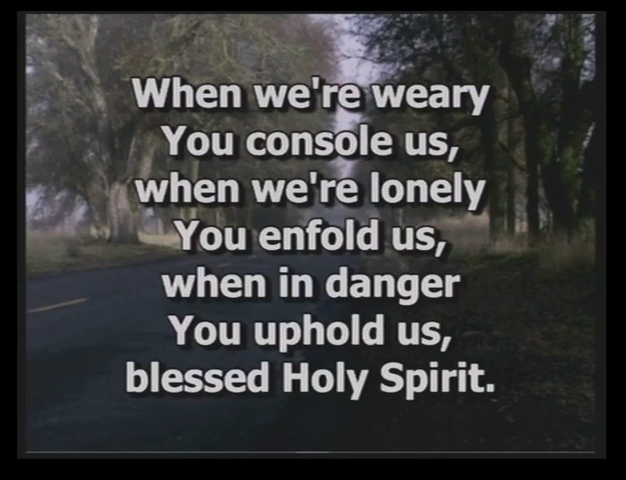 When we're weary
You console us,
when we're lonely
You enfold us,
when in danger
You uphold us,
blessed Holy Spirit.